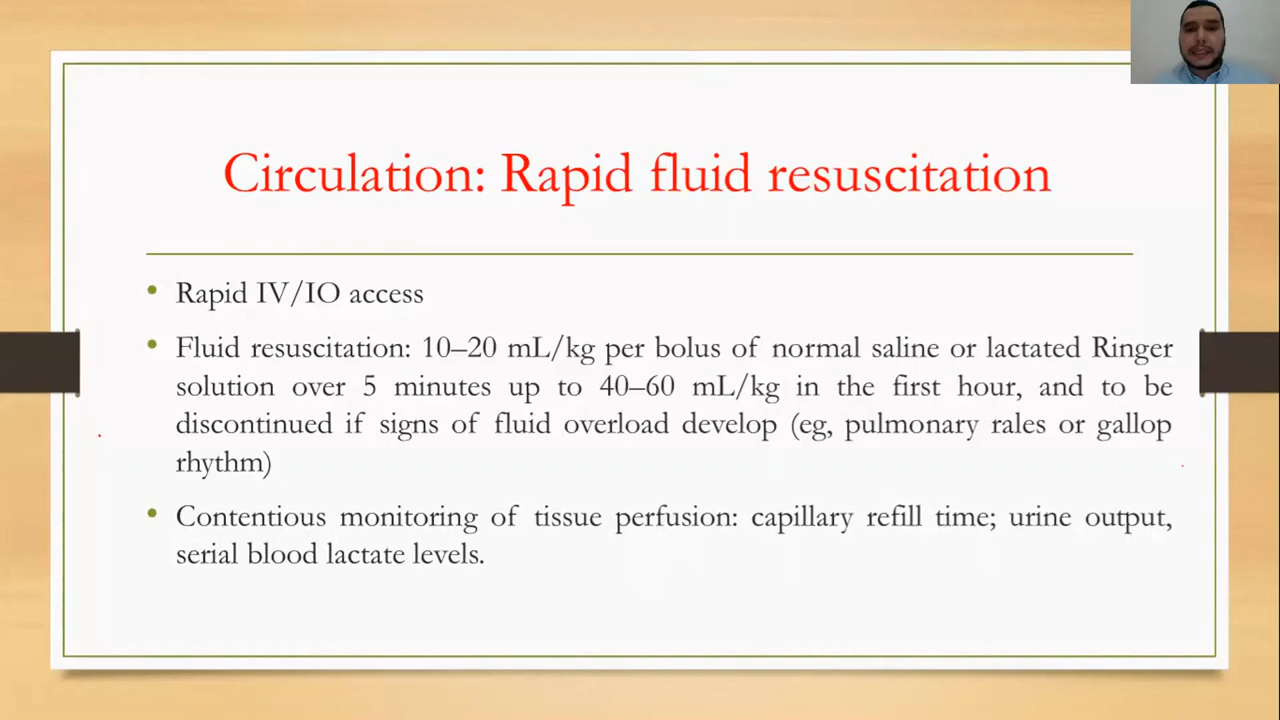 Circulation: Rapid fluid resuscitation
• Rapid IV/IO access
• Fluid resuscitation: 10–20 mL/kg per bolus of normal saline or lactated Ringer
solution over 5 minutes up to 40–60 mL/kg in the first hour, and to be
discontinued if signs of fluid overload develop (eg, pulmonary rales or gallop
rhythm)
• Contentious monitoring of tissue perfusion: capillary refill time; urine output,
serial blood lactate levels.